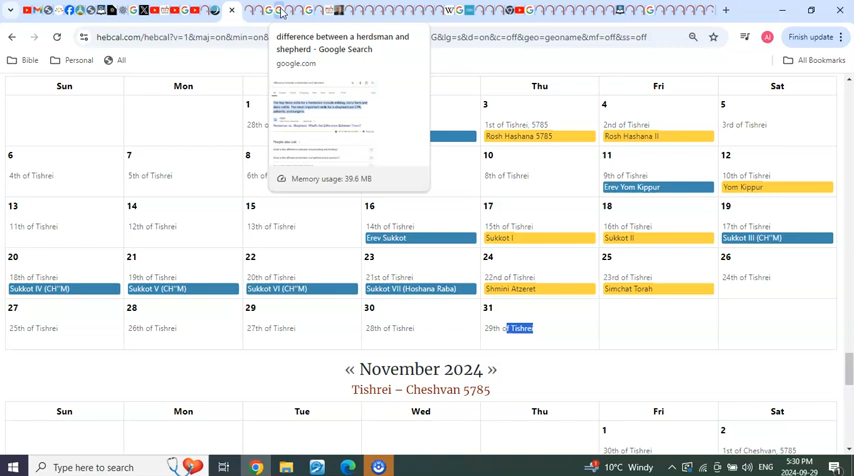 hebcal.com/hebcal?v=1&maj=on&min=on&
G&lg=s&d=on&c=off&geo=geoname&mf=off&ss=off
Finish update
Bible
Personal
All
All Bookmarks
difference between a herdsman and
shepherd - Google Search
google.com
Memory usage: 39.6 MB
Sun Mon Thu Fri Sat
1 3 4 5
28th o 1st of Tishrei, 5785 2nd of Tishrei 3rd of Tishrei
Rosh Hashana 5785 Rosh Hashana II
6 7 8 10 11 12
4th of Tishrei 5th of Tishrei 6th o 8th of Tishrei 9th of Tishrei 10th of Tishrei
Erev Yom Kippur Yom Kippur
13 14 15 16 17 18 19
11th of Tishrei 12th of Tishrei 13th of Tishrei 14th of Tishrei 15th of Tishrei 16th of Tishrei 17th of Tishrei
Erev Sukkot Sukkot I Sukkot II Sukkot III (CH''M)
20 21 22 23 24 25 26
18th of Tishrei 19th of Tishrei 20th of Tishrei 21st of Tishrei 22nd of Tishrei 23rd of Tishrei 24th of Tishrei
Sukkot IV (CH''M) Sukkot V (CH''M) Sukkot VI (CH''M) Sukkot VII (Hoshana Raba) Shmini Atzeret Simchat Torah
27 28 29 30 31
25th of Tishrei 26th of Tishrei 27th of Tishrei 28th of Tishrei 29th of Tishrei
« November 2024 »
Tishrei – Cheshvan 5785
Sun Mon Tue Wed Thu Fri Sat
1 2
30th of Tishrei 1st of Cheshvan
Type here to search
10°C Windy
ENG
5:30 PM
2024-09-29